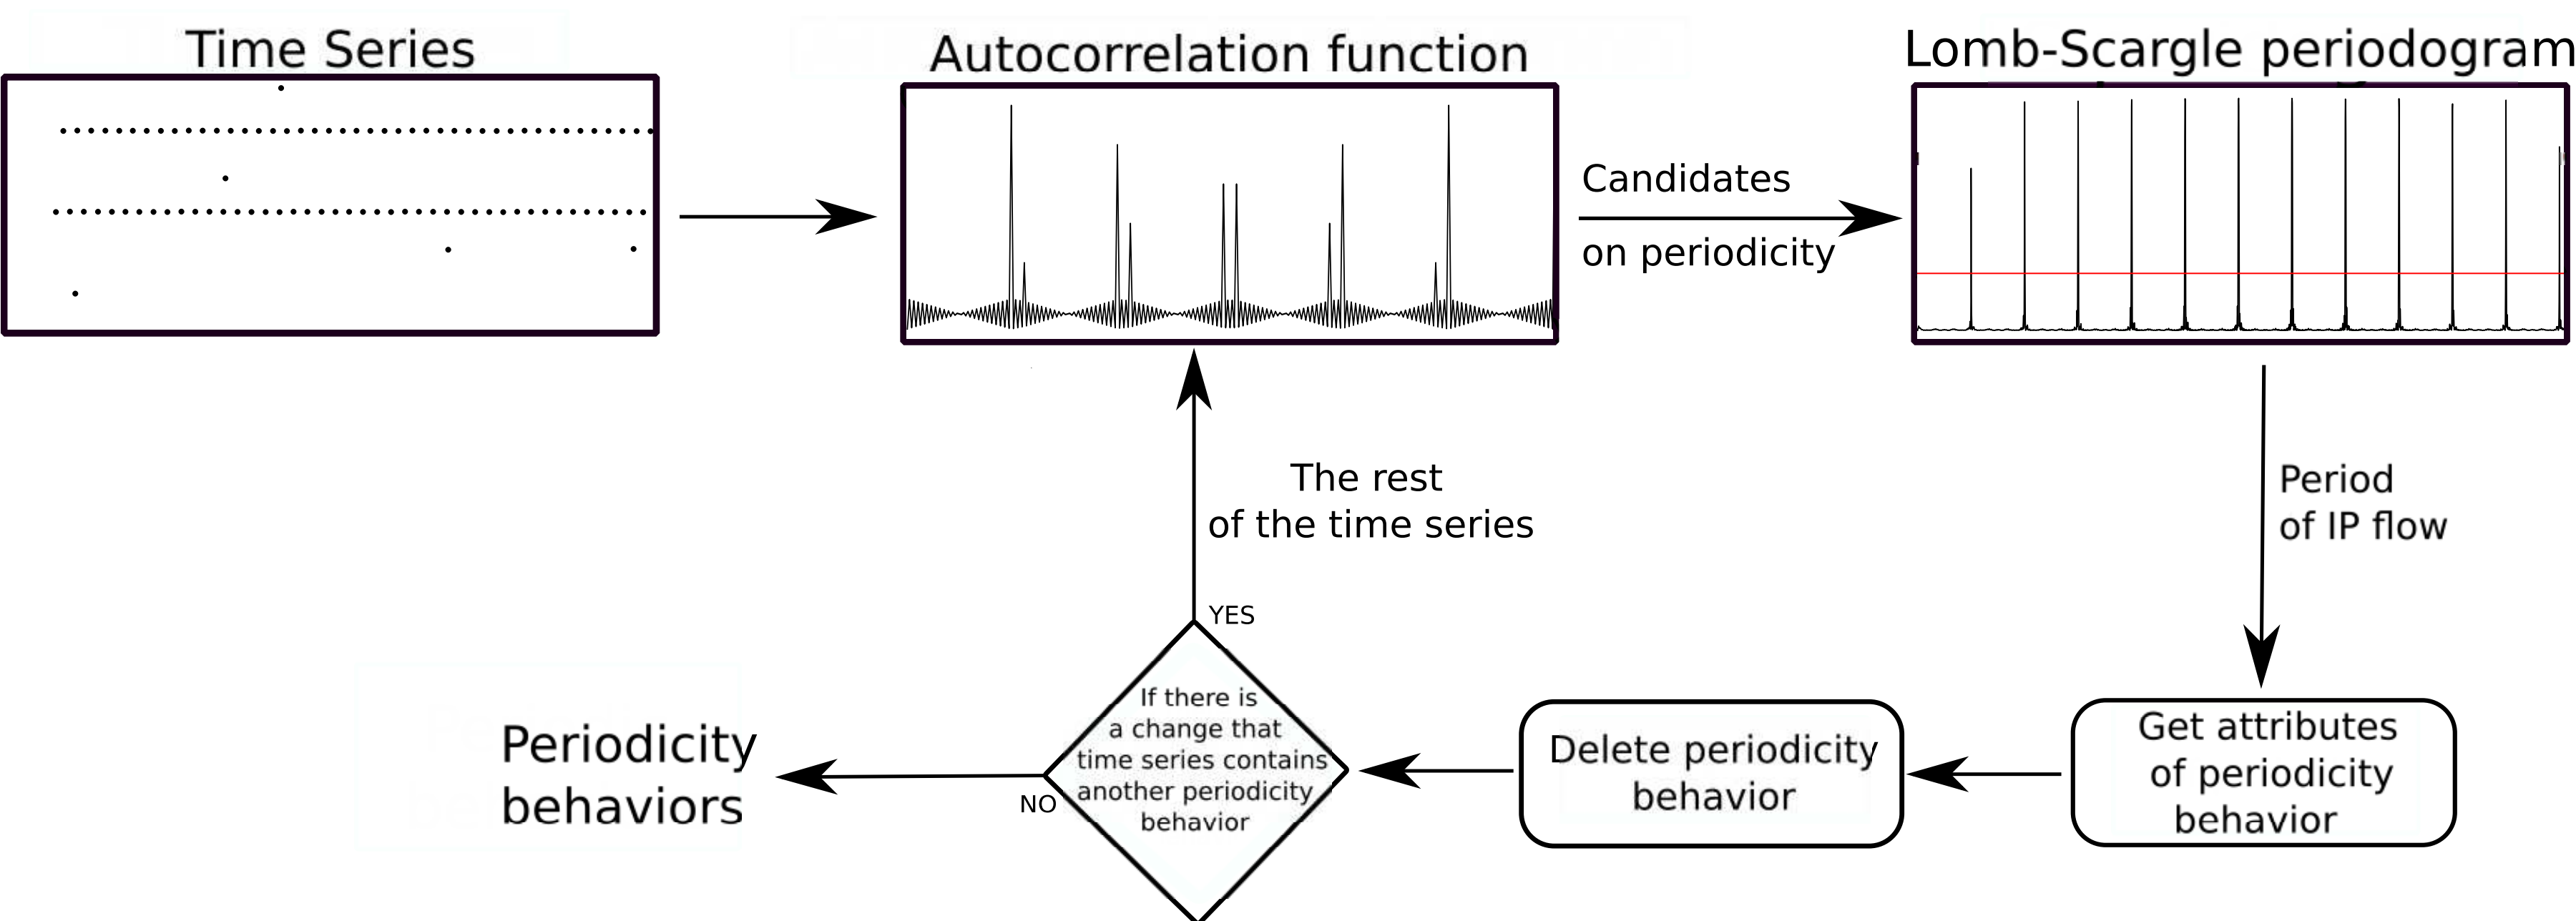 Time Series
Autocorrelation function
Lomb-Scargle periodogram
Candidates
on periodicity
The rest
of the time series
Period
of IP flow
YES
If there is
a change that
time series contains
another periodicity
behavior
NO
Periodicity
behaviors
Delete periodicity
behavior
Get attributes
of periodicity
behavior